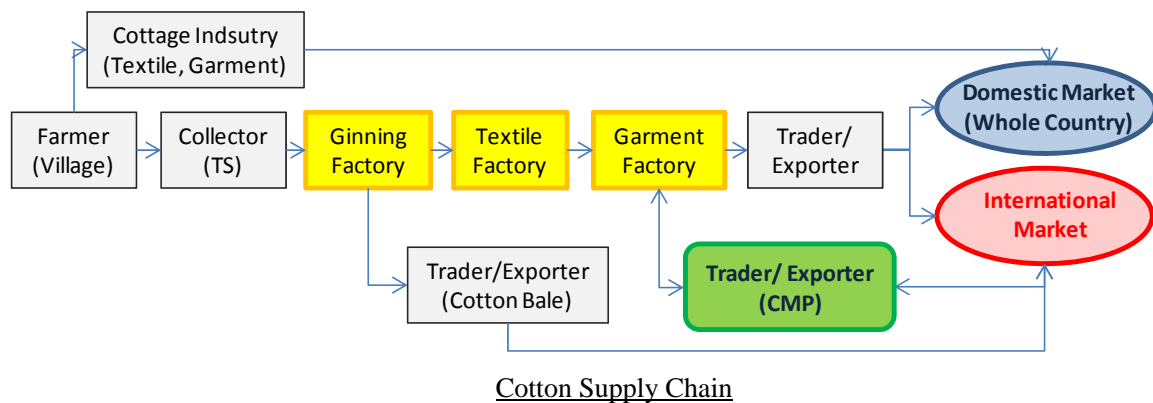 Cottage Indsutry
(Textile, Garment)
Domestic Market
(Whole Country)
Farmer
(Village)
Collector
(TS)
Ginning
Factory
Textile
Factory
Garment
Factory
Trader/
Exporter
International
Market
Trader/Exporter
(Cotton Bale)
Trader/ Exporter
(CMP)
Cotton Supply Chain